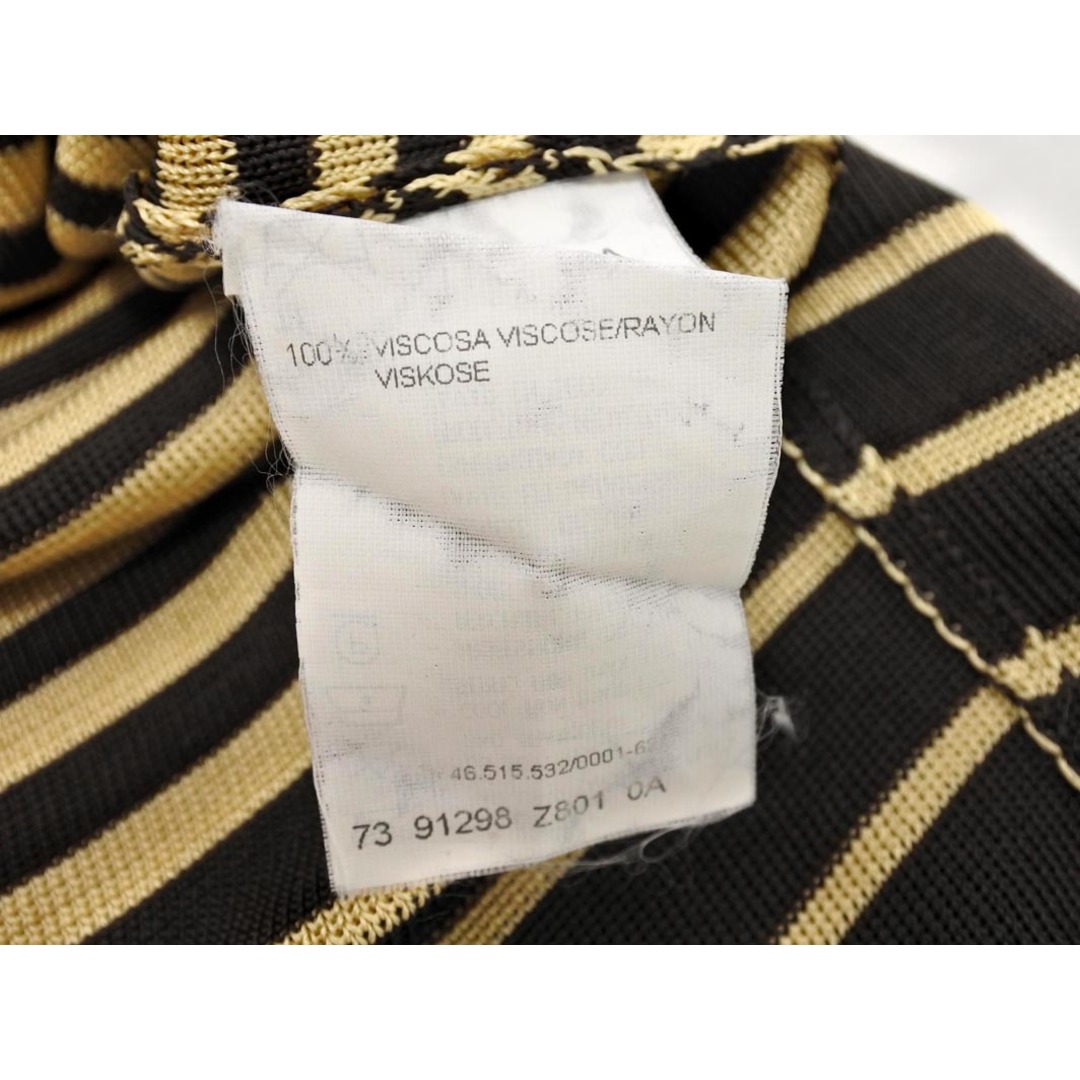 100% VISCOSA VISCOSE/RAYON
VISKOSE
46.515.532/0001-6
73 91298 Z801 0A